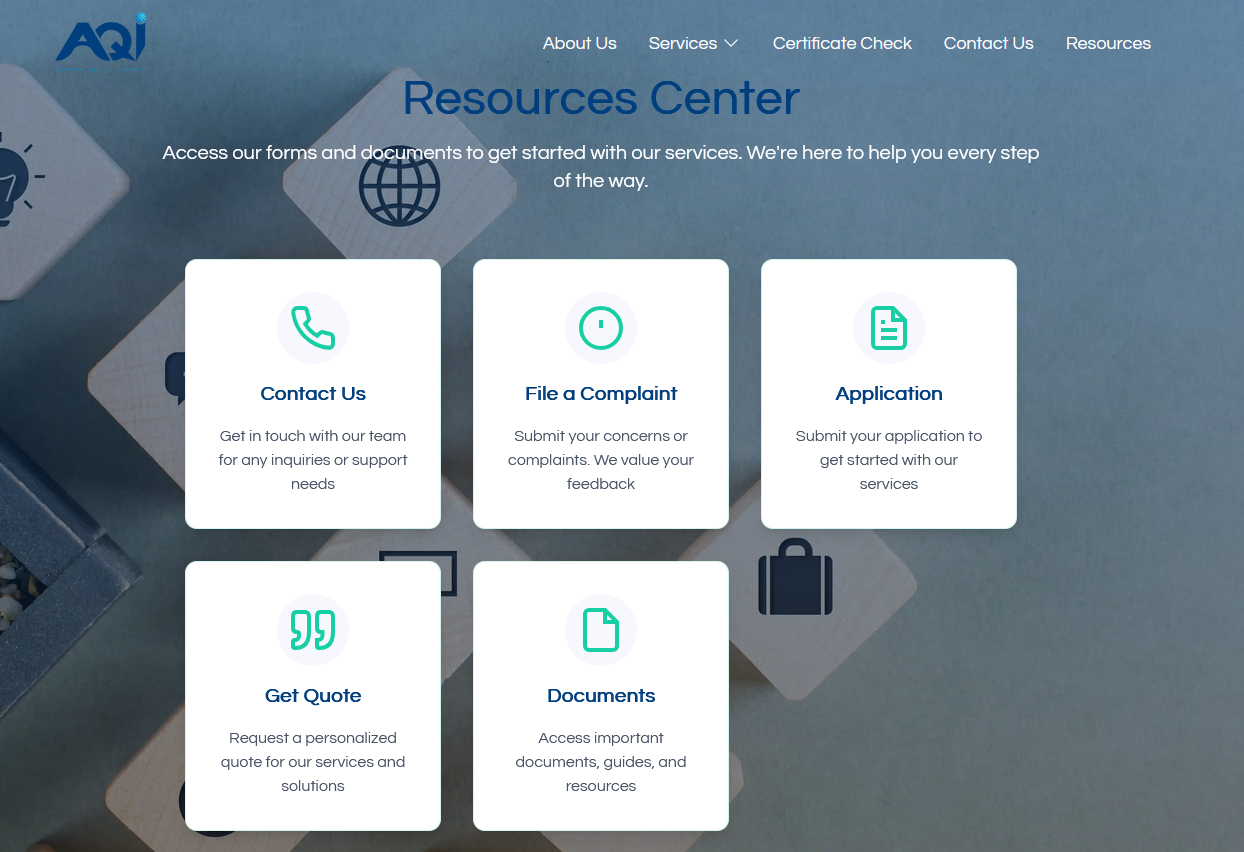 AQI
About Us Services Certificate Check Contact Us Resources
Resources Center
Access our forms and documents to get started with our services. We're here to help you every step
of the way.
Contact Us
Get in touch with our team
for any inquiries or support
needs
File a Complaint
Submit your concerns or
complaints. We value your
feedback
Application
Submit your application to
get started with our
services
Get Quote
Request a personalized
quote for our services and
solutions
Documents
Access important
documents, guides, and
resources